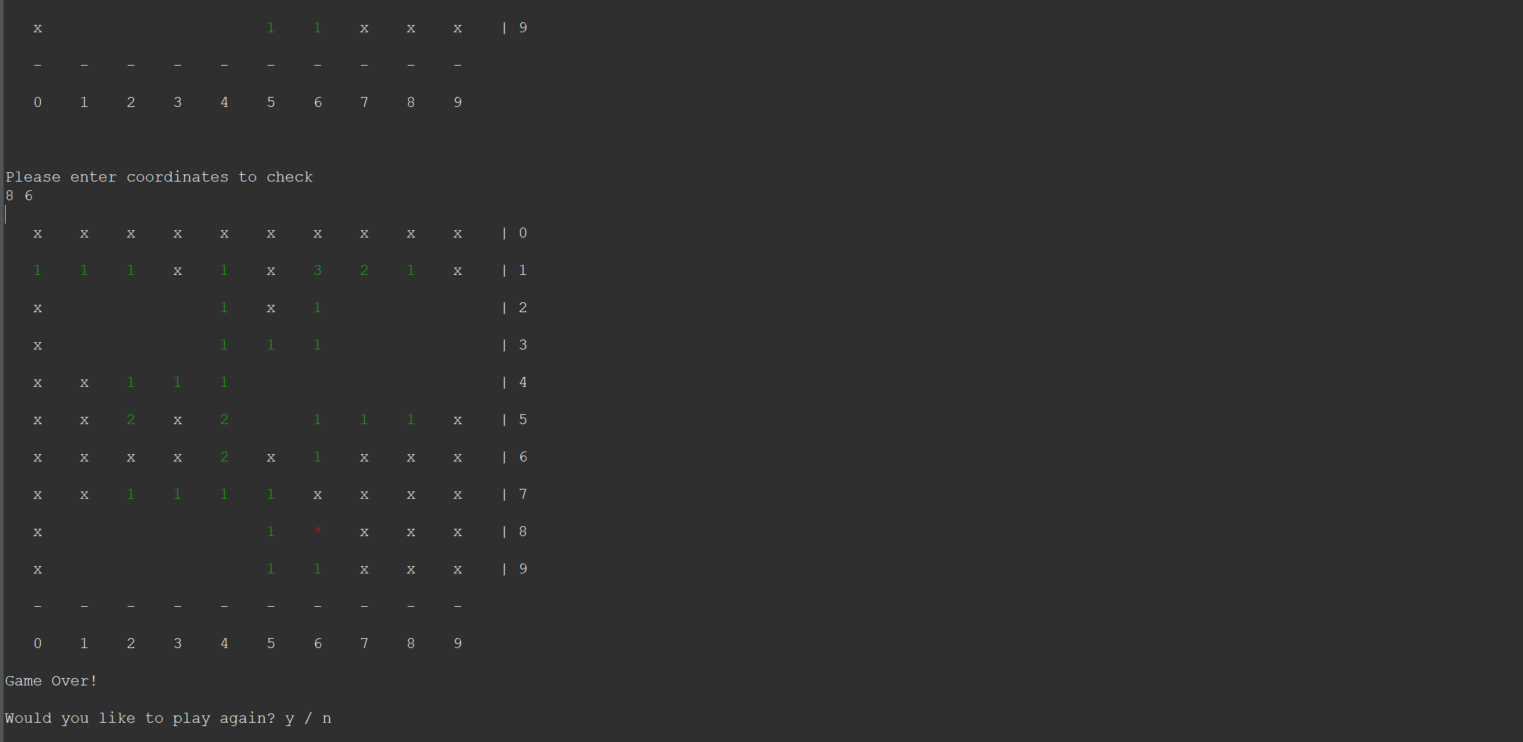 x 1 1 x x x | 9
- - - - - - - - - -
0 1 2 3 4 5 6 7 8 9
Please enter coordinates to check
8 6
x x x x x x x x x x | 0
1 1 1 x 1 x 3 2 1 x | 1
x 1 x 1 | 2
x 1 1 1 | 3
x x 1 1 1 | 4
x x 2 x 2 1 1 1 x | 5
x x x x 2 x 1 x x x | 6
x x 1 1 1 1 x x x x | 7
x 1 * x x x | 8
x 1 1 x x x | 9
- - - - - - - - - -
0 1 2 3 4 5 6 7 8 9
Game Over!
Would you like to play again? y / n